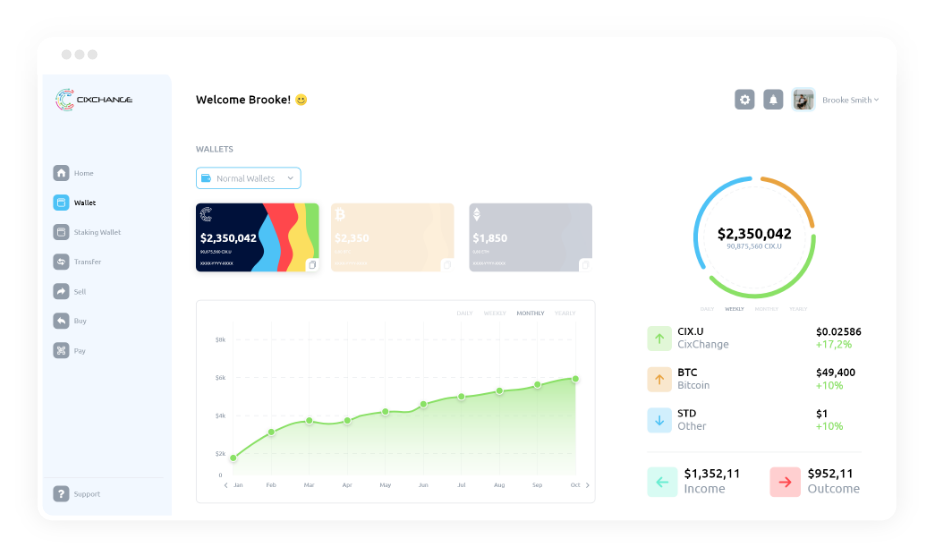 CIXCHANGE
Welcome Brooke!
Brooke Smith
WALLETS
Normal Wallets
Home
Wallet
Staking Wallet
Transfer
Sell
Buy
Pay
Support
$2,350,042
XXXX-YYYY-XXXX
$2,350
$1,850
XXXX-YYYY-XXXX
DAILY WEEKLY MONTHLY YEARLY
$8k
$6k
$4k
$2k
0
Jan Feb Mar Apr May Jun Jul Aug Sep Oct
$2,350,042
90,875,560 CIX.U
DAILY WEEKLY MONTHLY YEARLY
CIX.U $0.02586
CixChange +17,2%
BTC $49,400
Bitcoin +10%
STD $1
Other +10%
$1,352,11 $952,11
Income Outcome